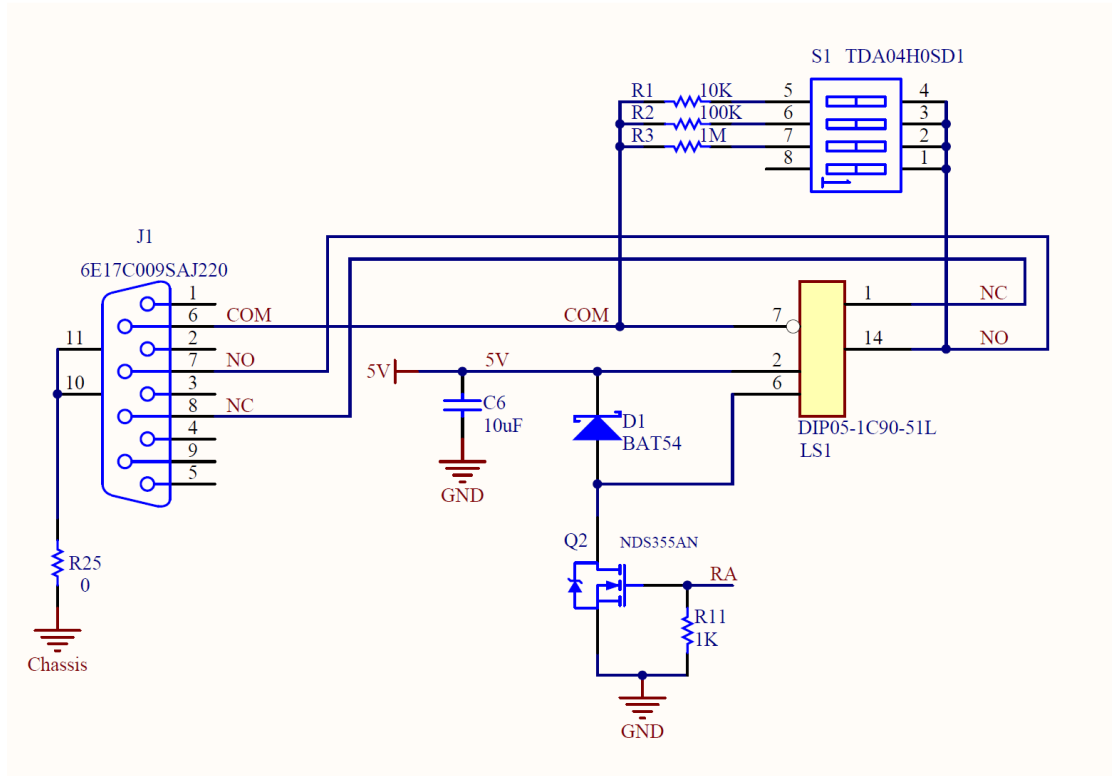 S1 TDA04H0SD1
R1 10K 5 4
R2 100K 6 3
R3 1M 7 2
8 1
J1
6E17C009SAJ220
1
6 COM
11 2
7 NO
10 3
8 NC
4
9
5
COM 7
1 NC
14 NO
5V 5V 2
6
C6
10uF
GND
D1
BAT54
DIP05-1C90-51L
LS1
Q2 NDS355AN
RA
R11
1K
GND
R25
0
Chassis